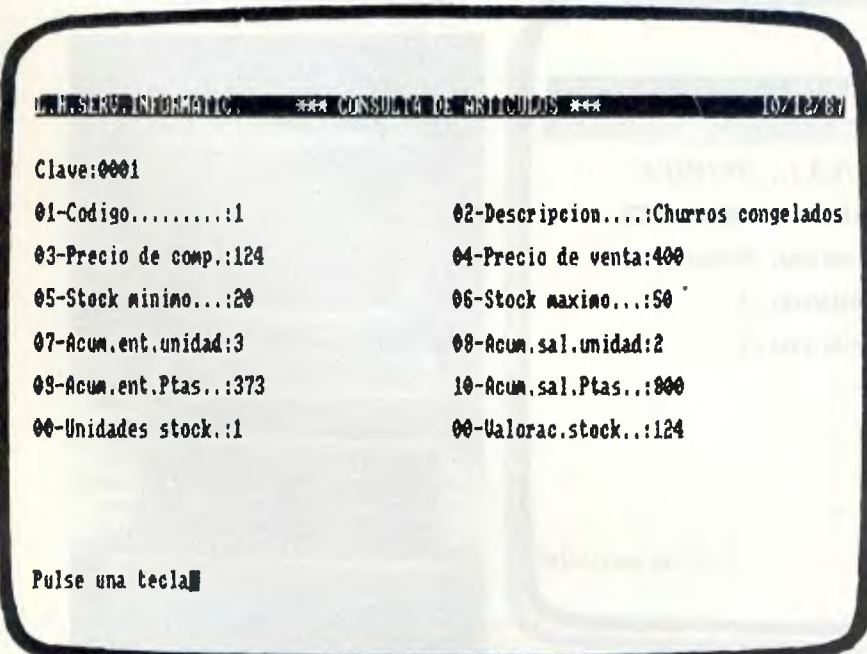 SERV.INFORMATIC. *** CONSULTA DE ARTICULOS *** 10/12/87
Clave:0001
01-Codigo.........:1 02-Descripcion....:Churros congelados
03-Precio de comp.:124 04-Precio de venta:400
05-Stock minimo...:20 06-Stock maximo...:50
07-Acum.ent.unidad:3 08-Acum.sal.unidad:2
09-Acum.ent.Ptas..:373 10-Acum.sal.Ptas..:800
00-Unidades stock.:1 00-Valorac.stock..:124
Pulse una tecla